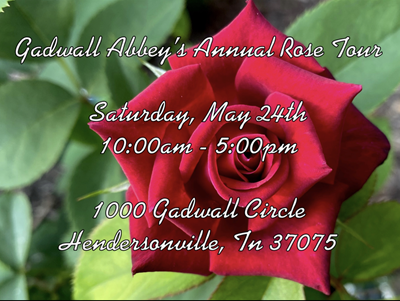 Gadwall Abbey's Annual Rose Tour
Saturday, May 24th
10:00am - 5:00pm
1000 Gadwall Circle
Hendersonville, Tn 37075